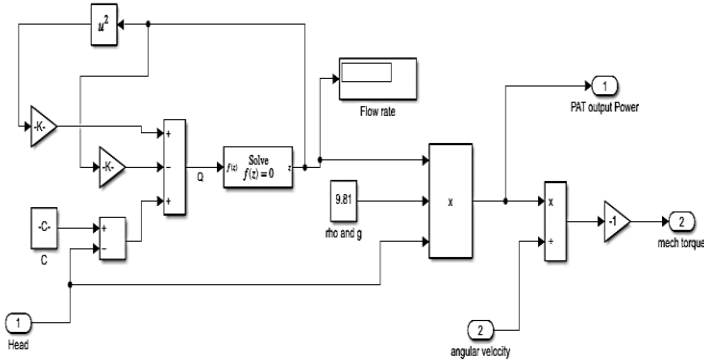 u²
1
PAT output Power
Flow rate
-K-
+
-
+
Q
f(z)
Solve
f(z) = 0
z
-K-
9.81
rho and g
x
x
÷
-1
2
mech torque
-C-
C
+
-
1
Head
2
angular velocity